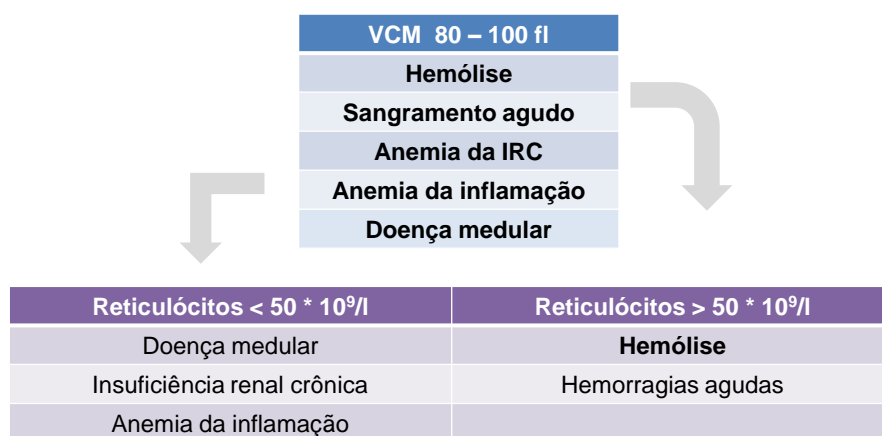 VCM 80 – 100 fl
Hemólise
Sangramento agudo
Anemia da IRC
Anemia da inflamação
Doença medular
Reticulócitos < 50 * 10⁹/l
Reticulócitos > 50 * 10⁹/l
Doença medular
Hemólise
Insuficiência renal crônica
Hemorragias agudas
Anemia da inflamação